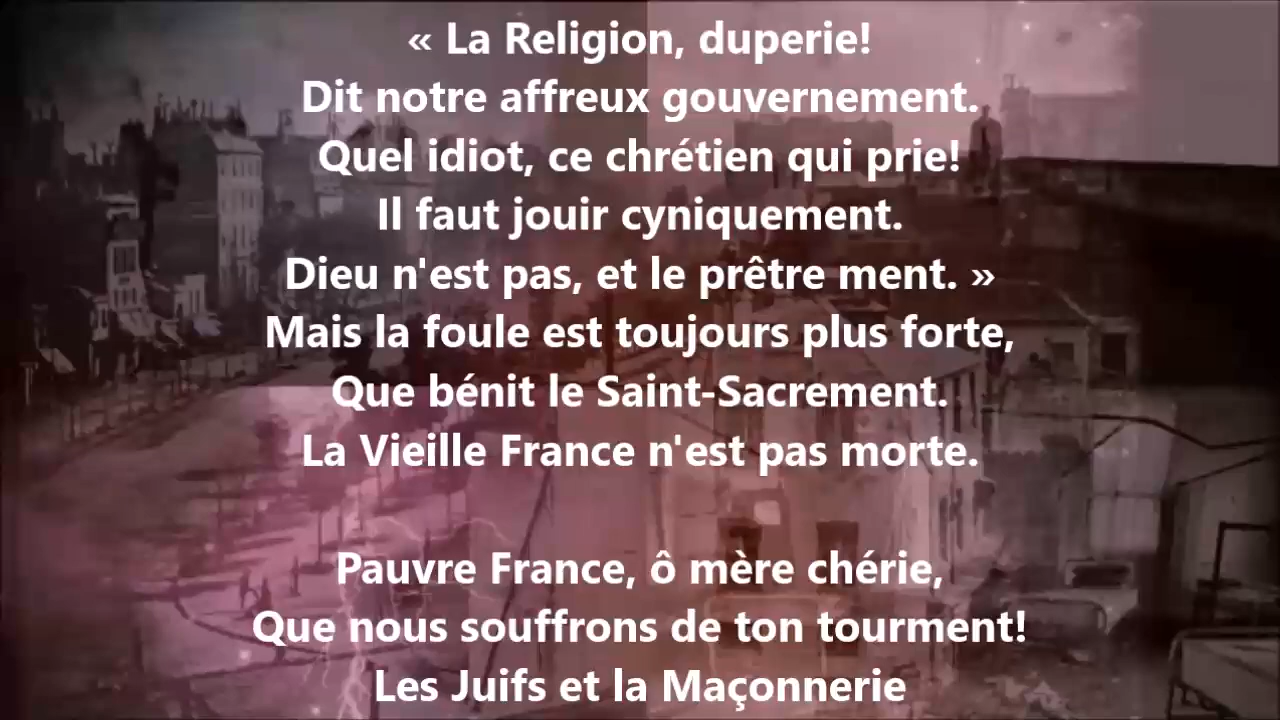 « La Religion, duperie!
Dit notre affreux gouvernement.
Quel idiot, ce chrétien qui prie!
Il faut jouir cyniquement.
Dieu n'est pas, et le prêtre ment. »
Mais la foule est toujours plus forte,
Que bénit le Saint-Sacrement.
La Vieille France n'est pas morte.
Pauvre France, ô mère chérie,
Que nous souffrons de ton tourment!
Les Juifs et la Maçonnerie